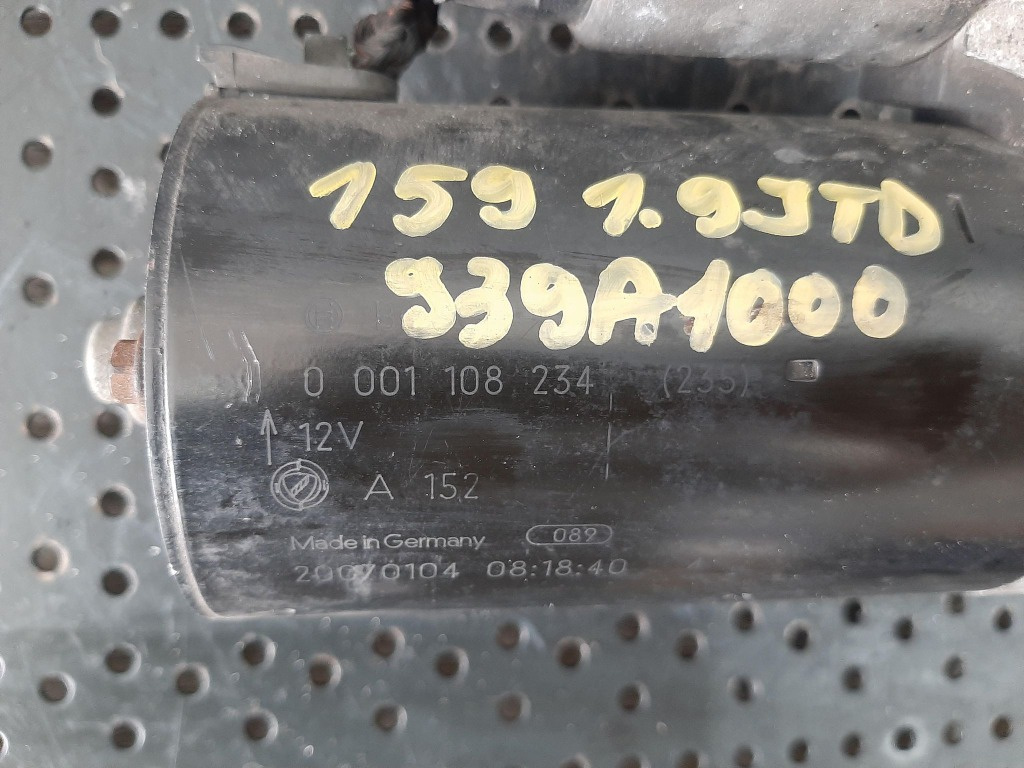 159 1.9JTD
939A1000
0 001 108 234 (235)
12V
A 152
Made in Germany 089
20070104 08:18:40